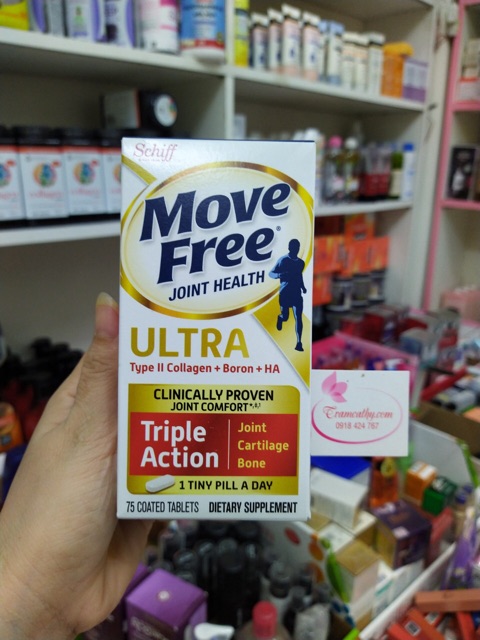 Schiff
Move
Free®
JOINT HEALTH
ULTRA
Type II Collagen + Boron + HA
CLINICALLY PROVEN
JOINT COMFORT
Triple
Action
Joint
Cartilage
Bone
1 TINY PILL A DAY
75 COATED TABLETS DIETARY SUPPLEMENT
Tramcathy.com
0918 424 767